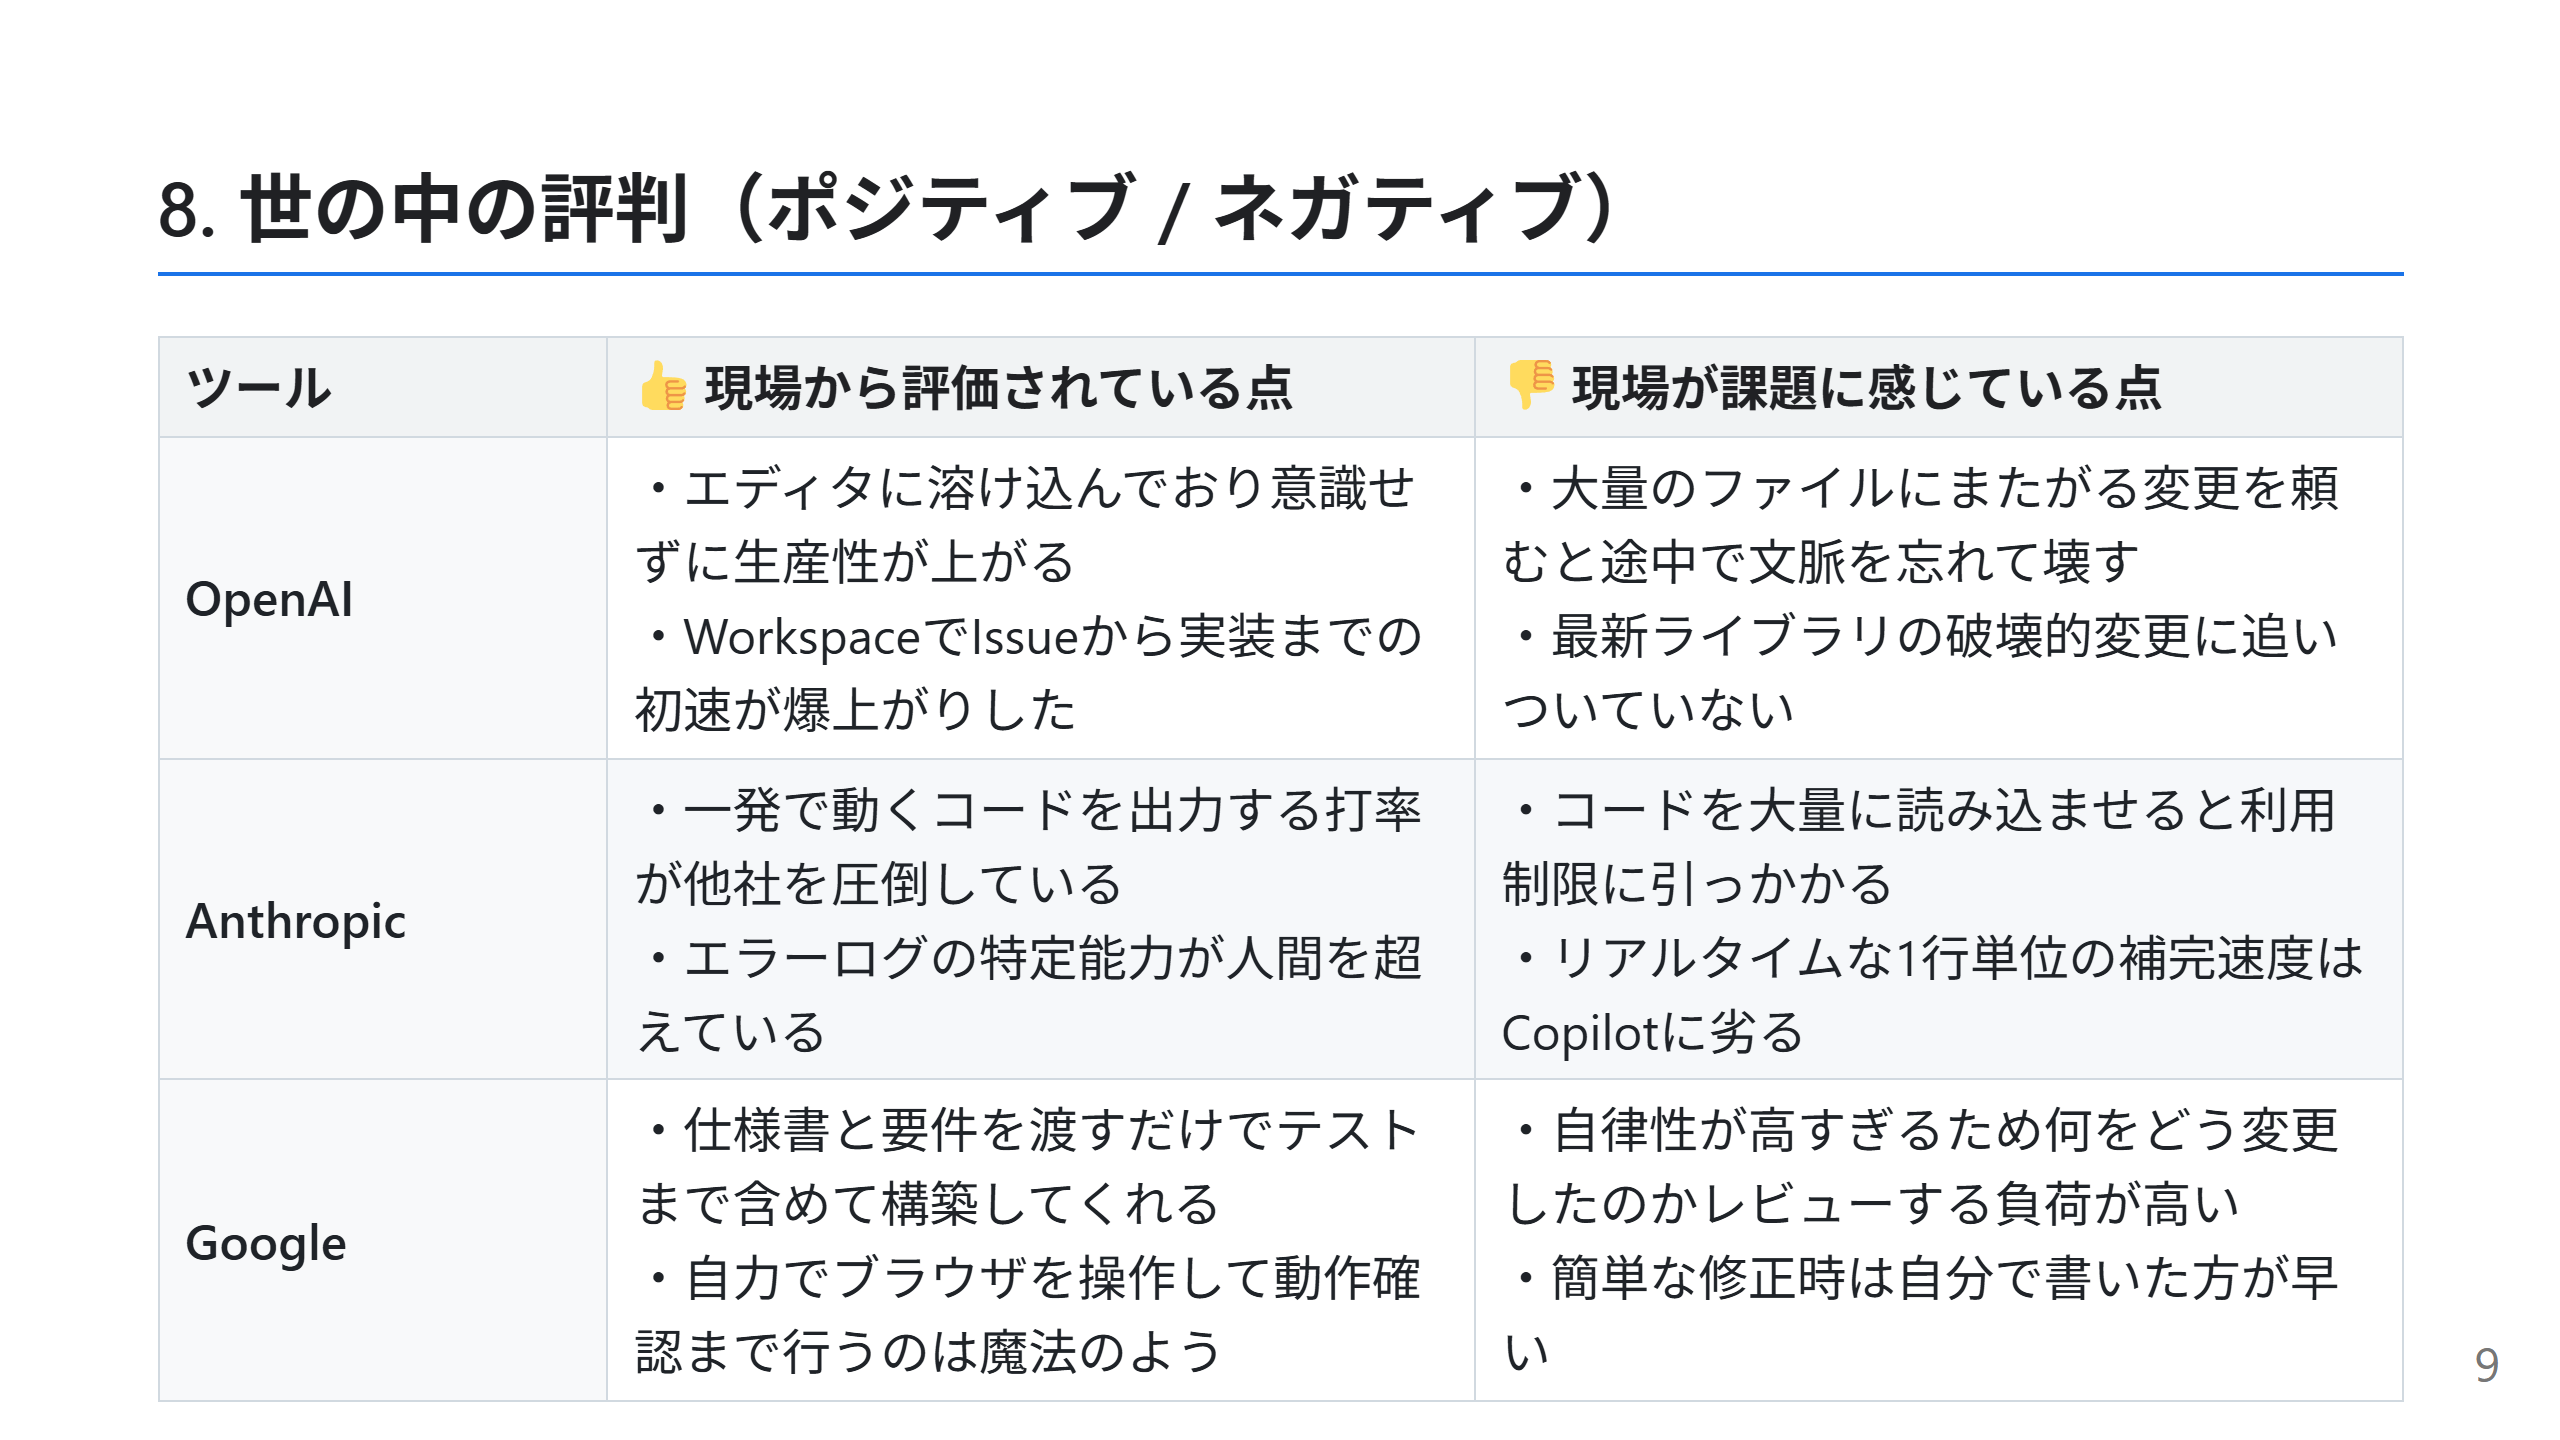 8. 世の中の評判（ポジティブ / ネガティブ）
ツール
👍 現場から評価されている点
👎 現場が課題に感じている点
OpenAI
・エディタに溶け込んでおり意識せ
ずに生産性が上がる
・WorkspaceでIssueから実装までの
初速が爆上がりした
・大量のファイルにまたがる変更を頼
むと途中で文脈を忘れて壊す
・最新ライブラリの破壊的変更に追い
ついていない
Anthropic
・一発で動くコードを出力する打率
が他社を圧倒している
・エラーログの特定能力が人間を超
えている
・コードを大量に読み込ませると利用
制限に引っかかる
・リアルタイムな1行単位の補完速度は
Copilotに劣る
Google
・仕様書と要件を渡すだけでテスト
まで含めて構築してくれる
・自力でブラウザを操作して動作確
認まで行うのは魔法のよう
・自律性が高すぎるため何をどう変更
したのかレビューする負荷が高い
・簡単な修正時は自分で書いた方が早
い
9